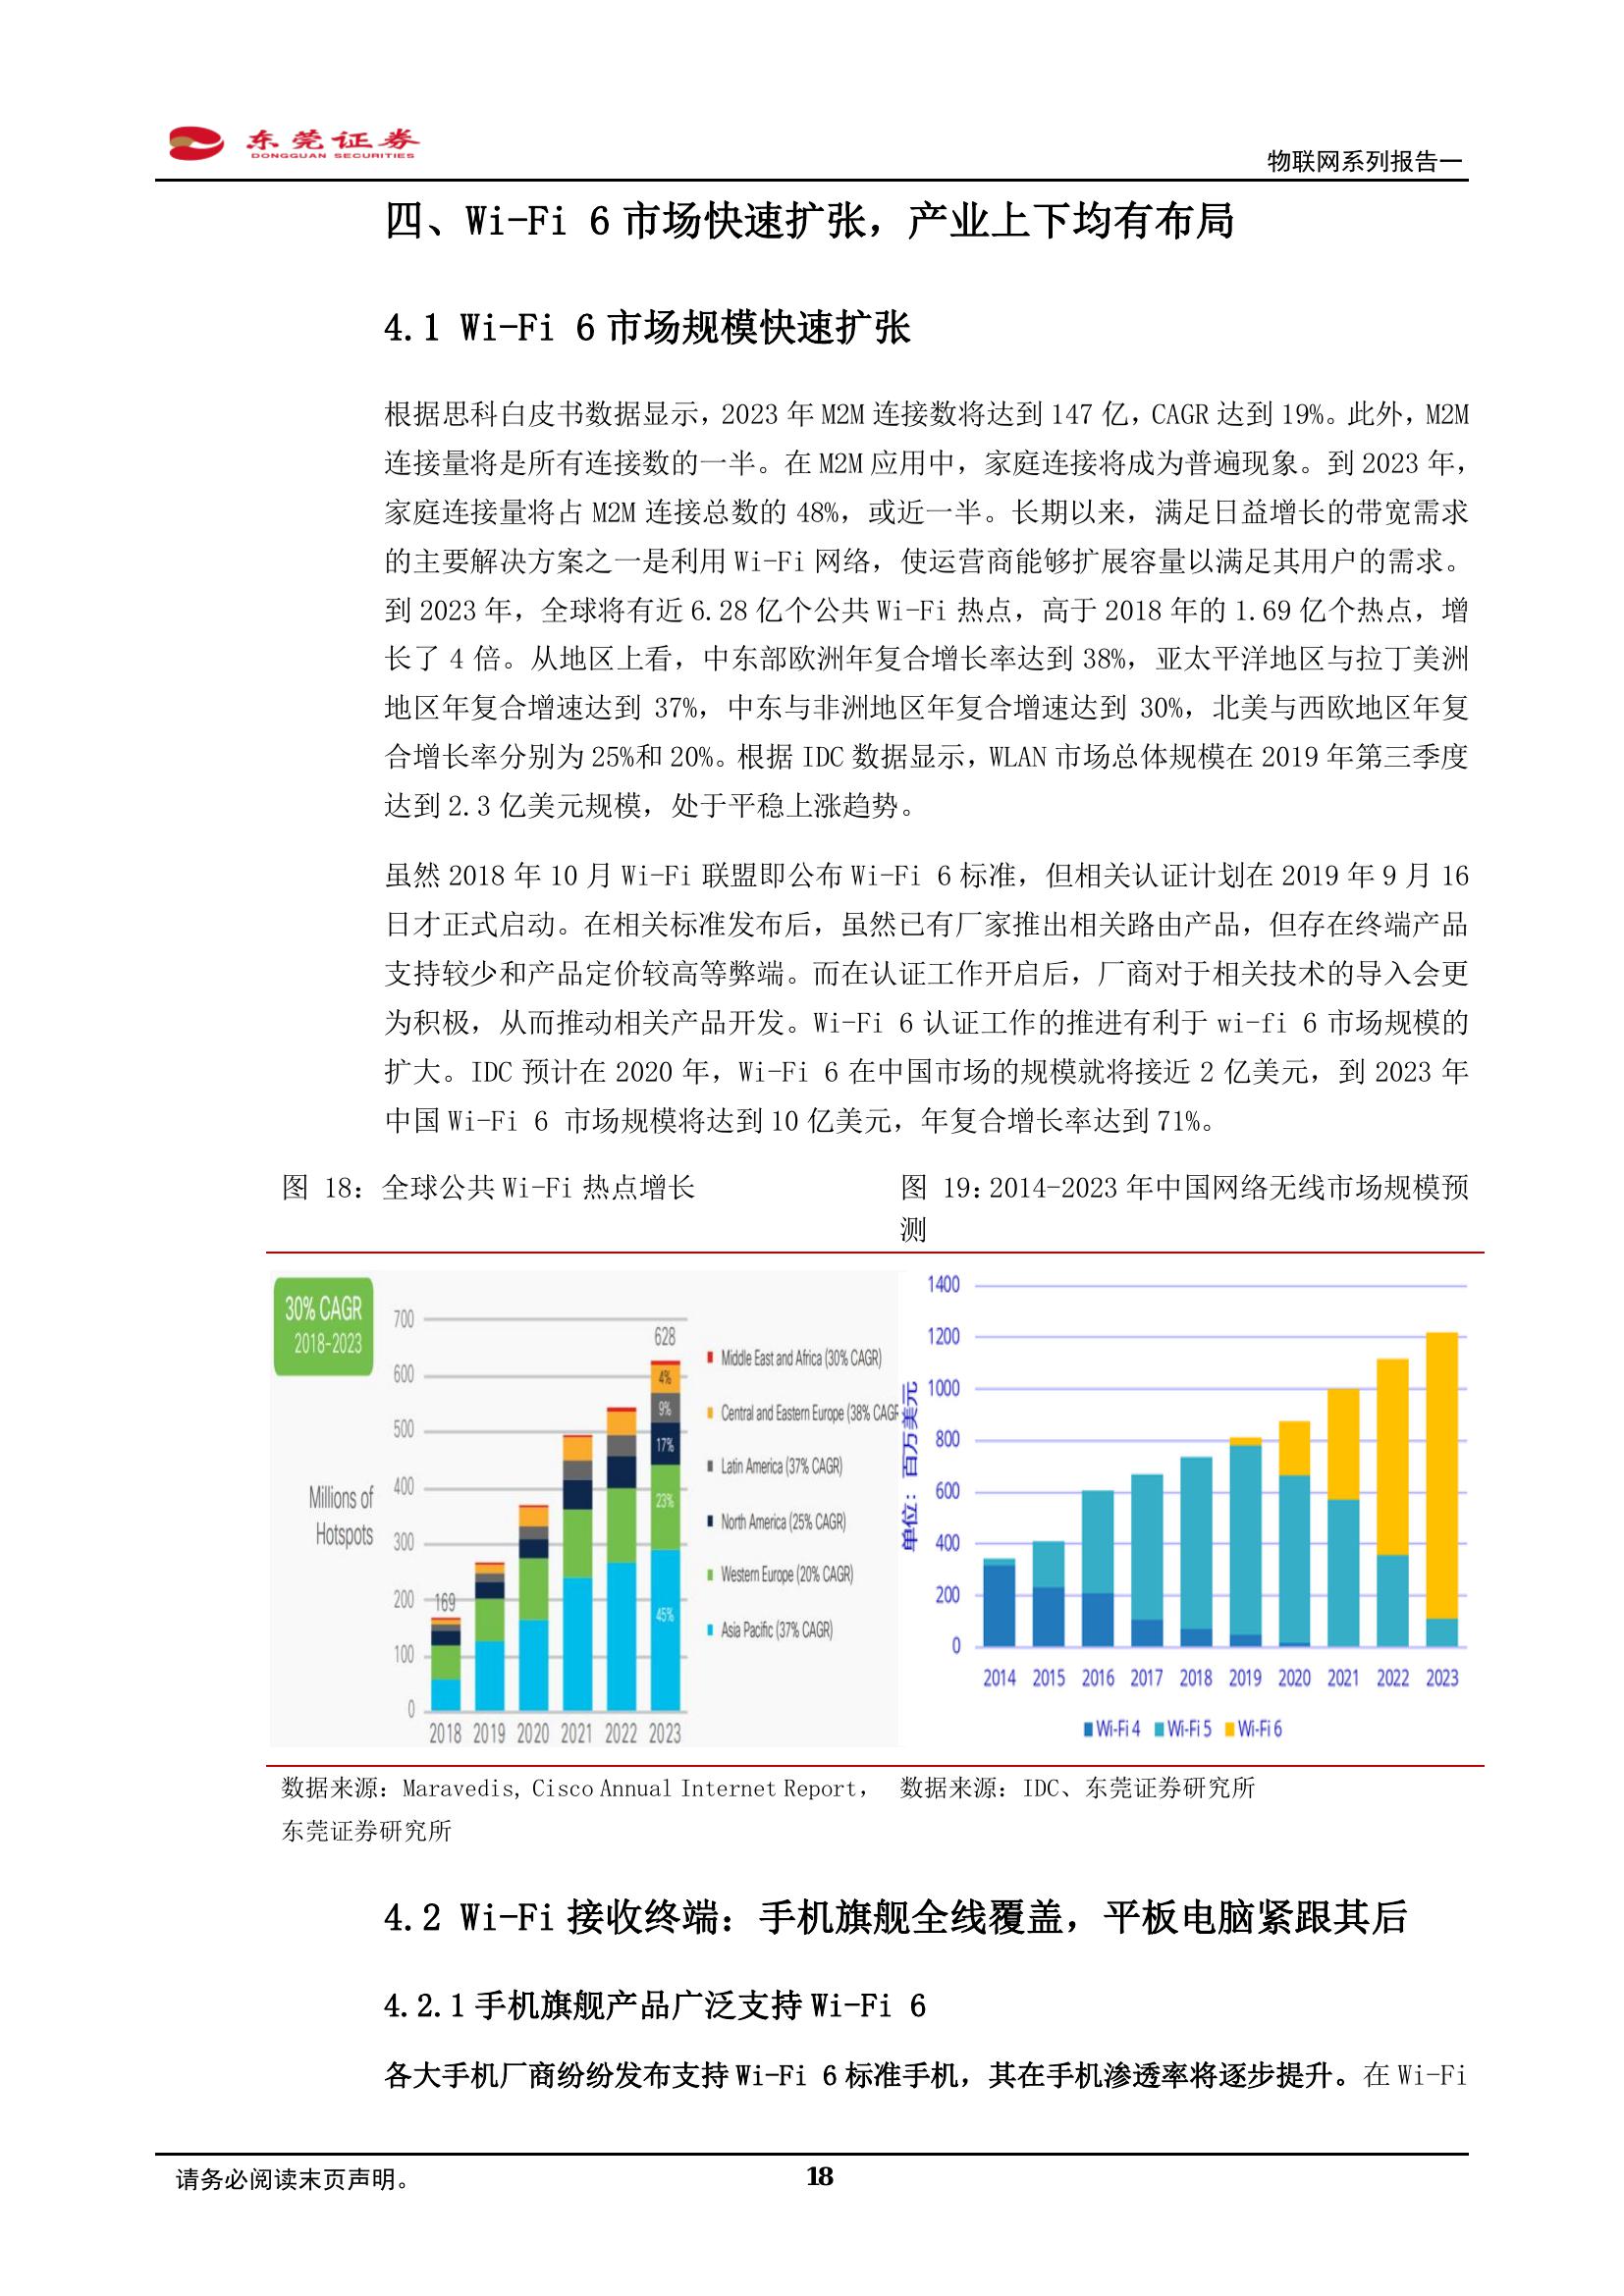 东莞证券
DONGGUAN SECURITIES
物联网系列报告一
四、Wi-Fi 6 市场快速扩张，产业上下均有布局
4.1 Wi-Fi 6 市场规模快速扩张
根据思科白皮书数据显示，2023 年 M2M 连接数将达到 147 亿，CAGR 达到 19%。此外，M2M
连接量将是所有连接数的一半。在 M2M 应用中，家庭连接将成为普遍现象。到 2023 年，
家庭连接量将占 M2M 连接总数的 48%，或近一半。长期以来，满足日益增长的带宽需求
的主要解决方案之一是利用 Wi-Fi 网络，使运营商能够扩展容量以满足其用户的需求。
到 2023 年，全球将有近 6.28 亿个公共 Wi-Fi 热点，高于 2018 年的 1.69 亿个热点，增
长了 4 倍。从地区上看，中东部欧洲年复合增长率达到 38%，亚太平洋地区与拉丁美洲
地区年复合增速达到 37%，中东与非洲地区年复合增速达到 30%，北美与西欧地区年复
合增长率分别为 25%和 20%。根据 IDC 数据显示，WLAN 市场总体规模在 2019 年第三季度
达到 2.3 亿美元规模，处于平稳上涨趋势。
虽然 2018 年 10 月 Wi-Fi 联盟即公布 Wi-Fi 6 标准，但相关认证计划在 2019 年 9 月 16
日才正式启动。在相关标准发布后，虽然已有厂家推出相关路由产品，但存在终端产品
支持较少和产品定价较高等弊端。而在认证工作开启后，厂商对于相关技术的导入会更
为积极，从而推动相关产品开发。Wi-Fi 6 认证工作的推进有利于 wi-fi 6 市场规模的
扩大。IDC 预计在 2020 年，Wi-Fi 6 在中国市场的规模就将接近 2 亿美元，到 2023 年
中国 Wi-Fi 6 市场规模将达到 10 亿美元，年复合增长率达到 71%。
图 18：全球公共 Wi-Fi 热点增长
图 19：2014-2023 年中国网络无线市场规模预
测
30% CAGR
2018-2023
Millions of
Hotspots
700
600
500
400
300
200
100
0
169
628
4%
9%
17%
23%
45%
2018 2019 2020 2021 2022 2023
Middle East and Africa (30% CAGR)
Central and Eastern Europe (38% CAGR
Latin America (37% CAGR)
North America (25% CAGR)
Western Europe (20% CAGR)
Asia Pacific (37% CAGR)
单位：百万美元
1400
1200
1000
800
600
400
200
0
2014 2015 2016 2017 2018 2019 2020 2021 2022 2023
Wi-Fi 4 Wi-Fi 5 Wi-Fi 6
数据来源：Maravedis, Cisco Annual Internet Report，
东莞证券研究所
数据来源：IDC、东莞证券研究所
4.2 Wi-Fi 接收终端：手机旗舰全线覆盖，平板电脑紧跟其后
4.2.1 手机旗舰产品广泛支持 Wi-Fi 6
各大手机厂商纷纷发布支持 Wi-Fi 6 标准手机，其在手机渗透率将逐步提升。在 Wi-Fi
请务必阅读末页声明。
18